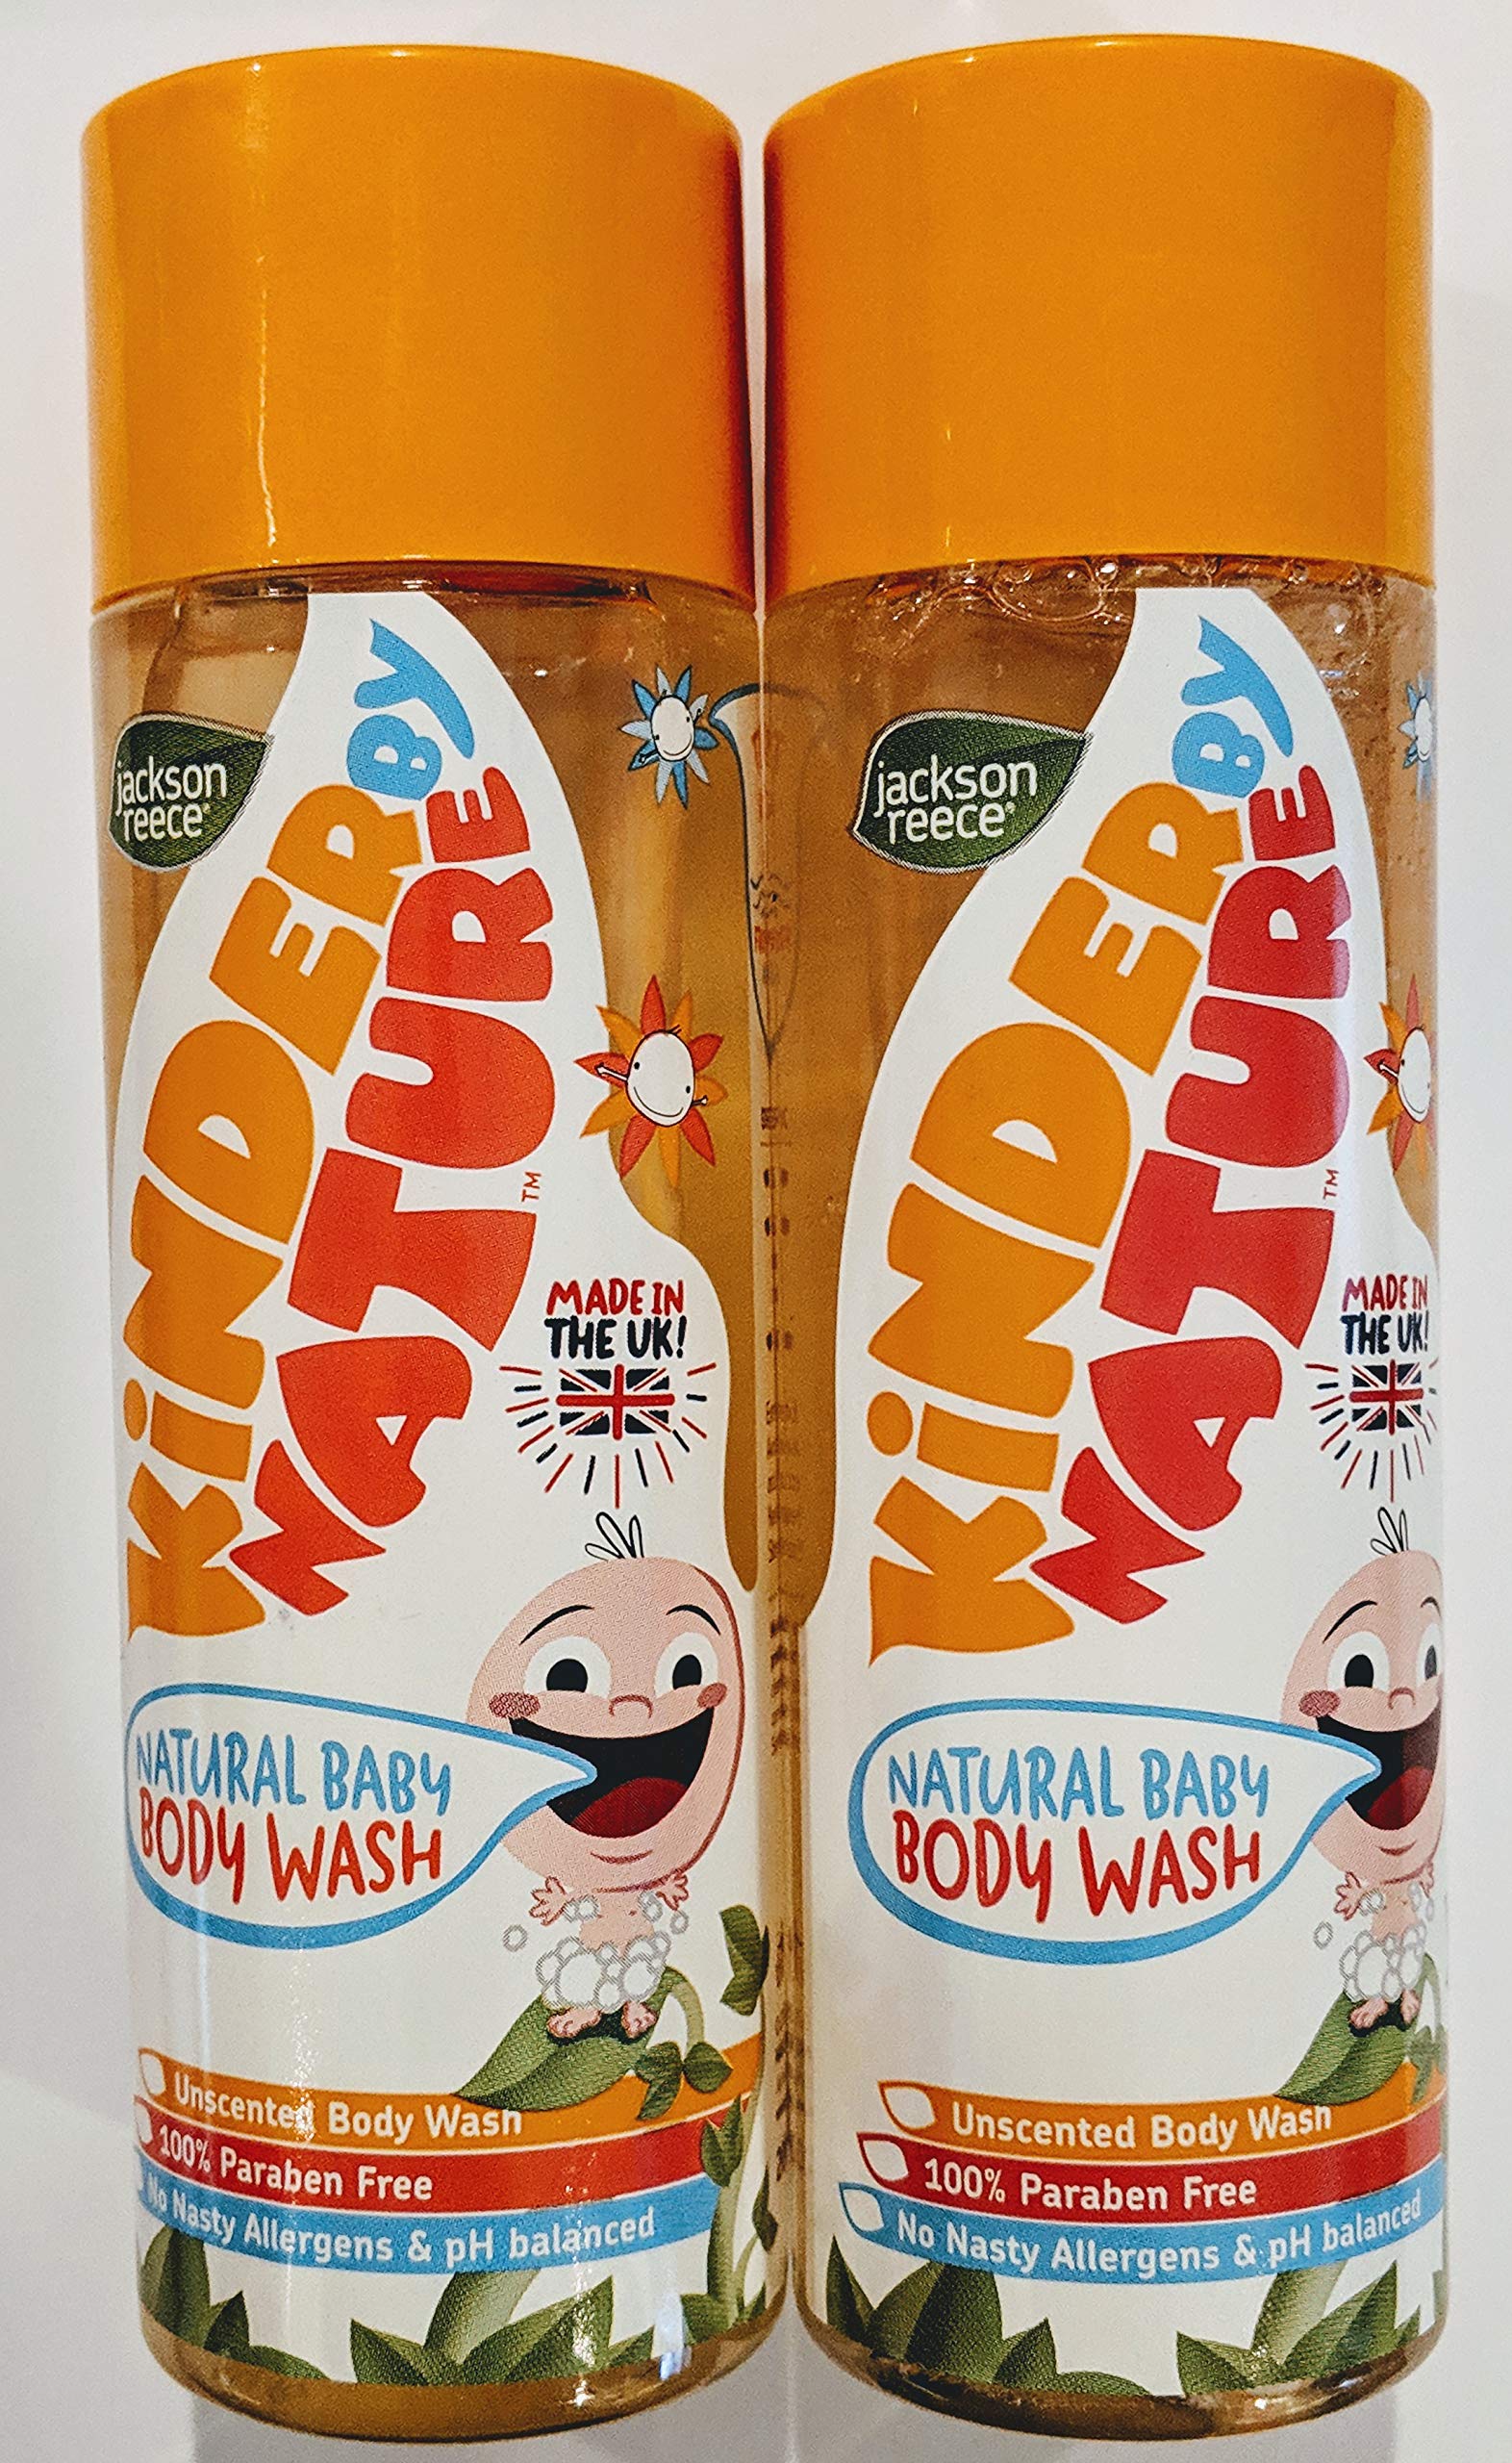 jackson
reece®
KiNDER BY
NATURE™
MADE IN
THE UK!
NATURAL BABY
BODY WASH
Unscented Body Wash
100% Paraben Free
No Nasty Allergens & pH balanced
jackson
reece®
KiNDER BY
NATURE™
MADE IN
THE UK!
NATURAL BABY
BODY WASH
Unscented Body Wash
100% Paraben Free
No Nasty Allergens & pH balanced